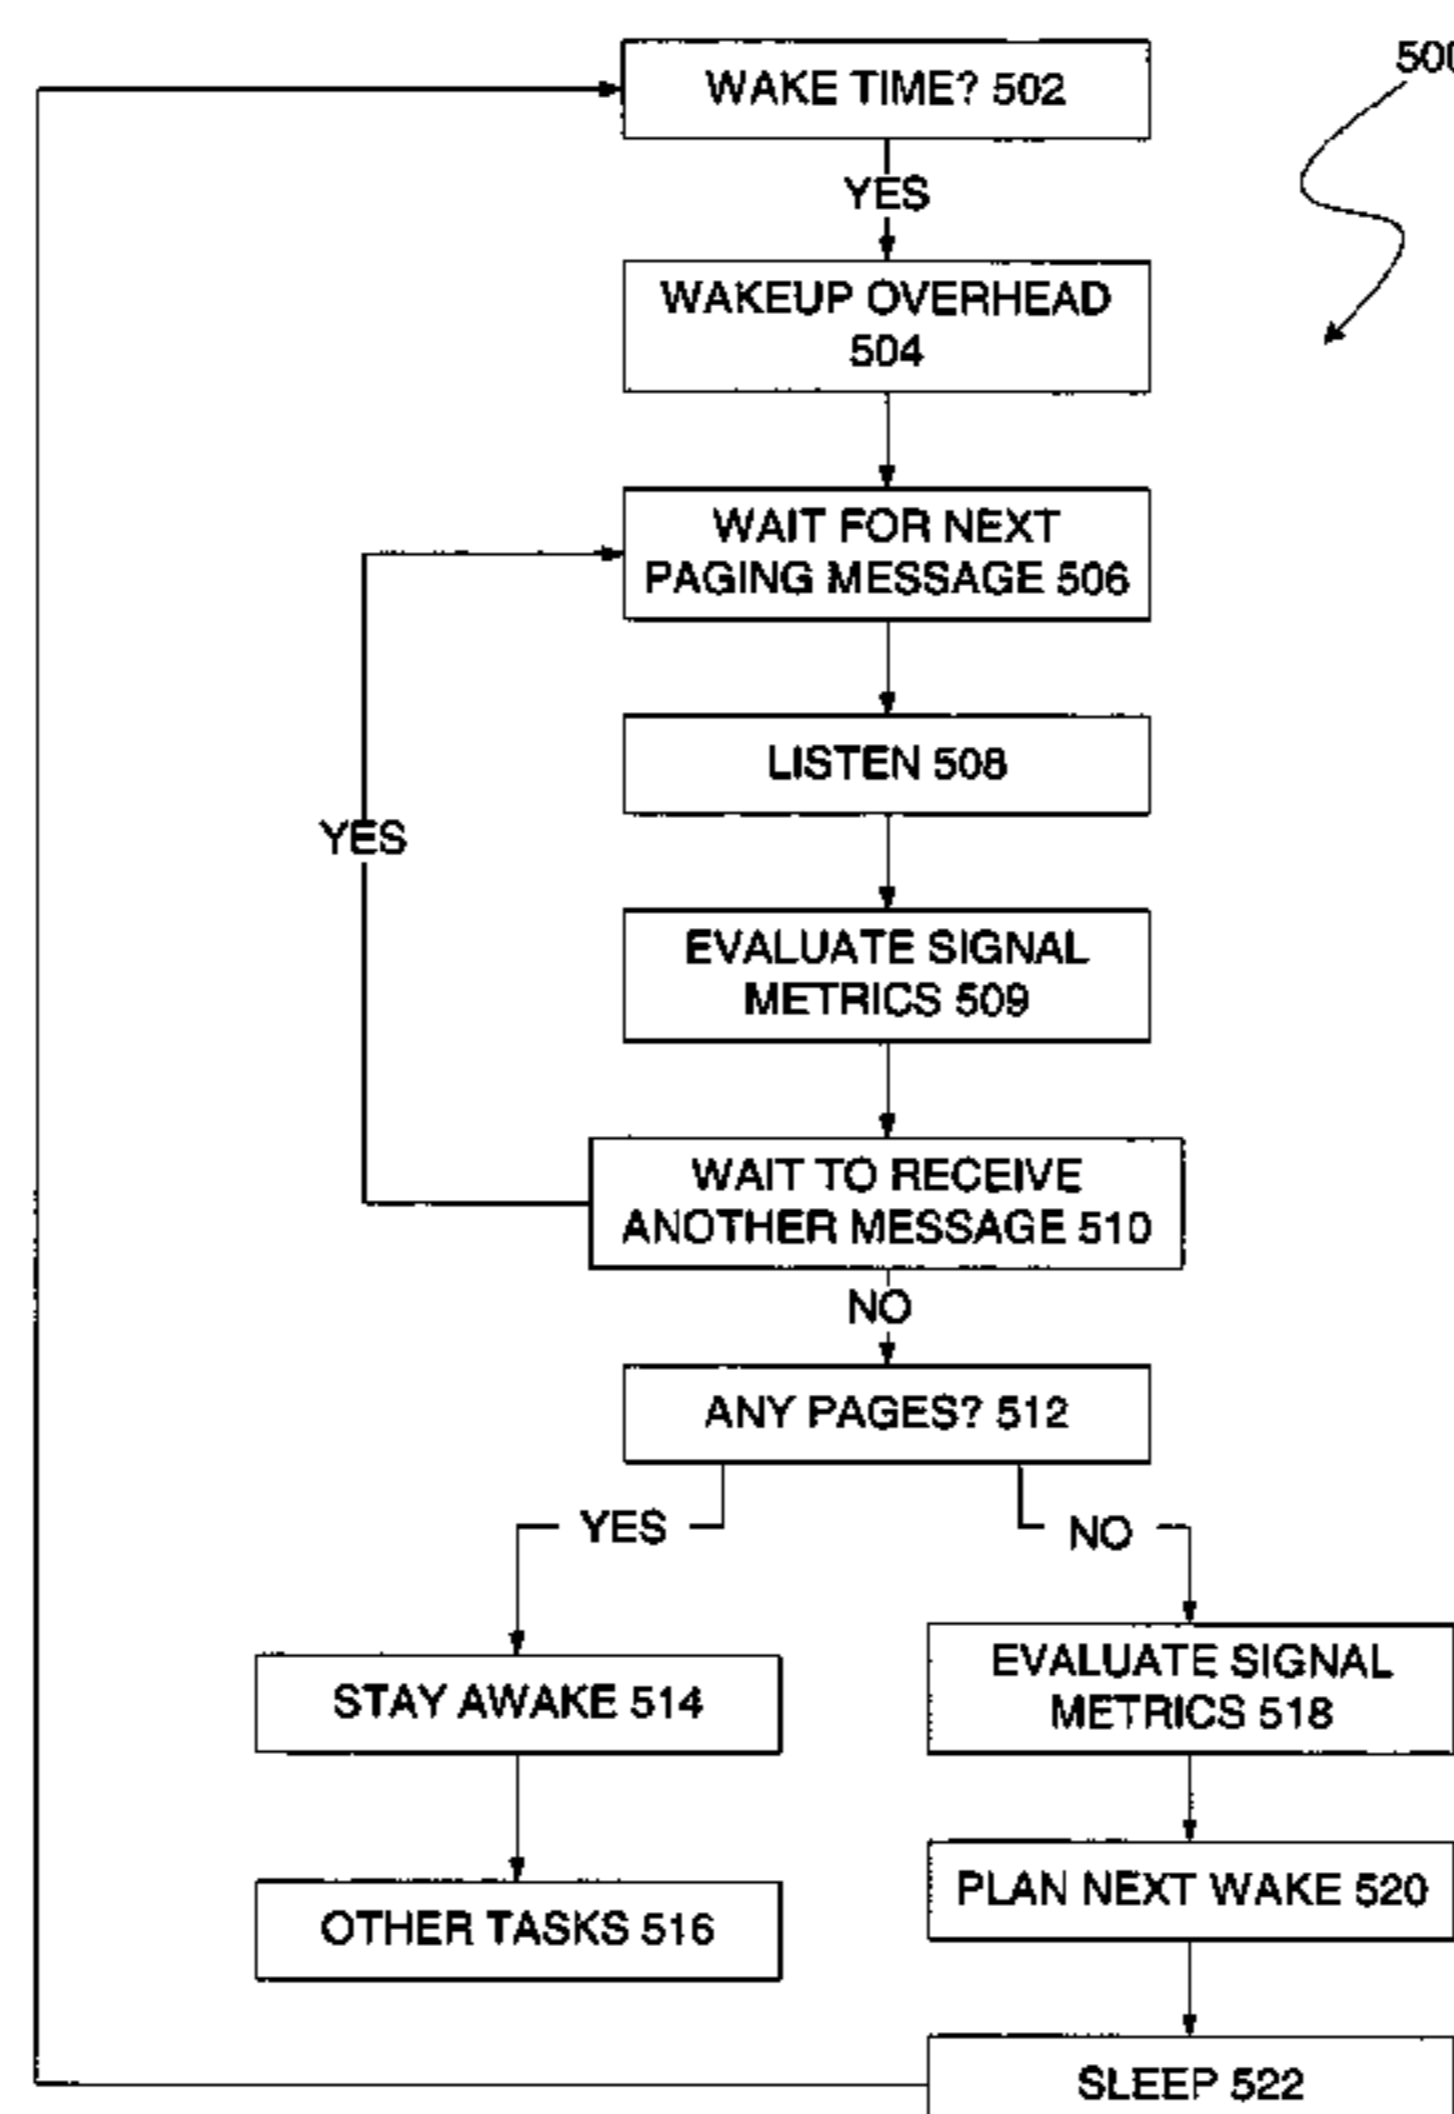 WAKE TIME? 502
500
YES
WAKEUP OVERHEAD
504
WAIT FOR NEXT
PAGING MESSAGE 506
LISTEN 508
YES
EVALUATE SIGNAL
METRICS 509
WAIT TO RECEIVE
ANOTHER MESSAGE 510
NO
ANY PAGES? 512
YES
NO
STAY AWAKE 514
EVALUATE SIGNAL
METRICS 518
OTHER TASKS 516
PLAN NEXT WAKE 520
SLEEP 522